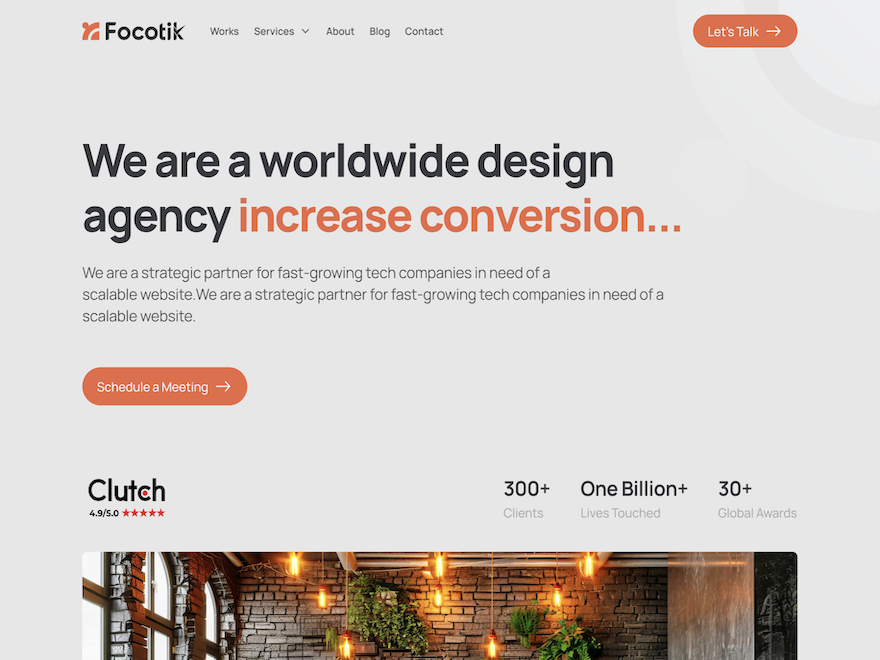 Focotik
Works
Services
About
Blog
Contact
Let's Talk
We are a worldwide design
agency increase conversion...
We are a strategic partner for fast-growing tech companies in need of a
scalable website.We are a strategic partner for fast-growing tech companies in need of a
scalable website.
Schedule a Meeting
Clutch
4.9/5.0
300+
Clients
One Billion+
Lives Touched
30+
Global Awards